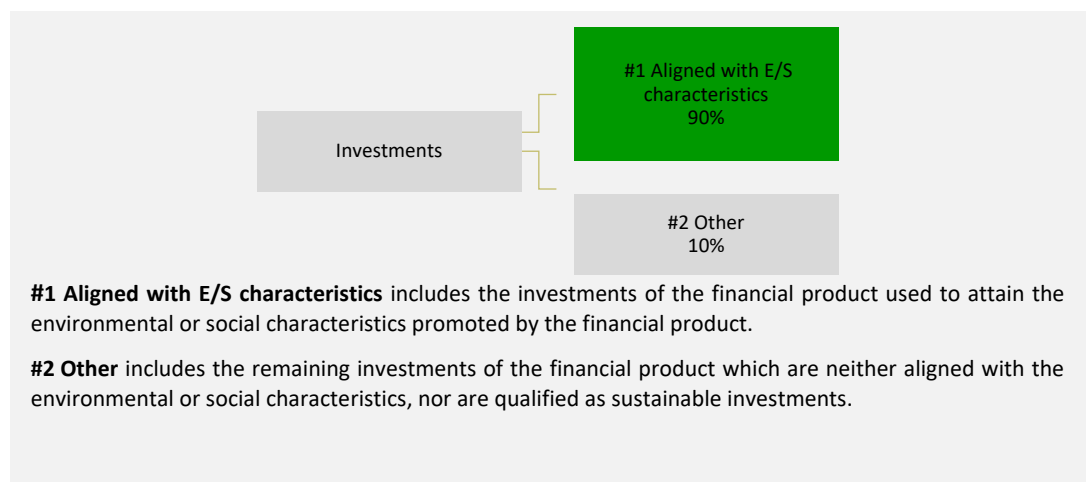 #1 Aligned with E/S
characteristics
90%
Investments
#2 Other
10%
#1 Aligned with E/S characteristics includes the investments of the financial product used to attain the
environmental or social characteristics promoted by the financial product.
#2 Other includes the remaining investments of the financial product which are neither aligned with the
environmental or social characteristics, nor are qualified as sustainable investments.